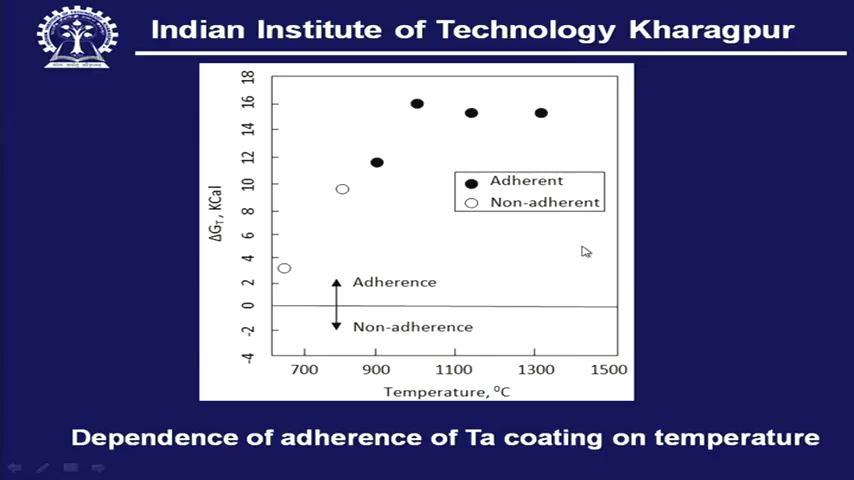 Indian Institute of Technology Kharagpur
18
16
14
12
10
8
6
4
2
0
-2
-4
ΔG_T, KCal
Adherent
Non-adherent
Adherence
Non-adherence
700 900 1100 1300 1500
Temperature, ⁰C
Dependence of adherence of Ta coating on temperature